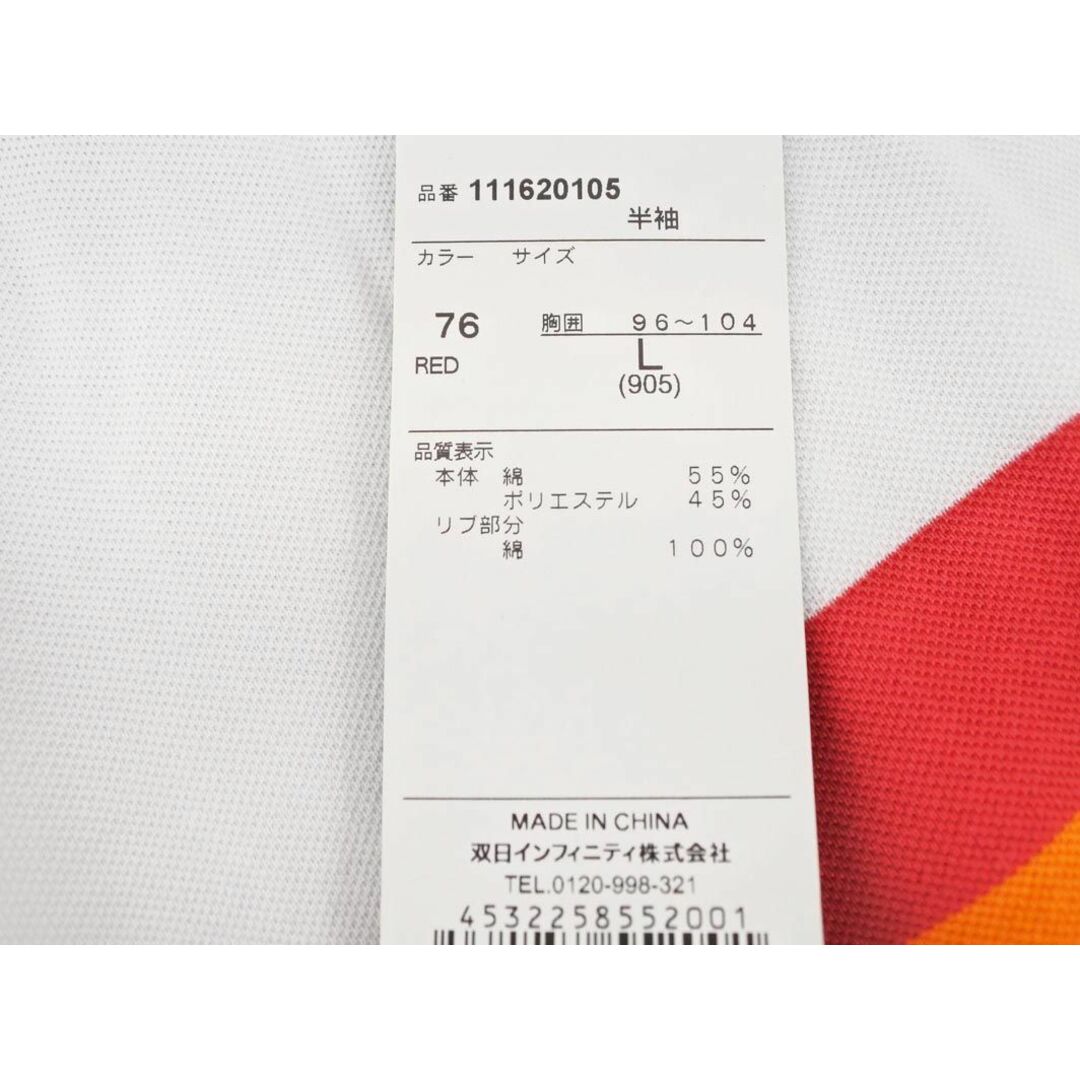 品番 111620105
半袖
カラー サイズ
76 胸囲 96～104
RED L
(905)
品質表示
本体 綿 55%
ポリエステル 45%
リブ部分
綿 100%
MADE IN CHINA
双日インフィニティ株式会社
TEL.0120-998-321
4532258552001